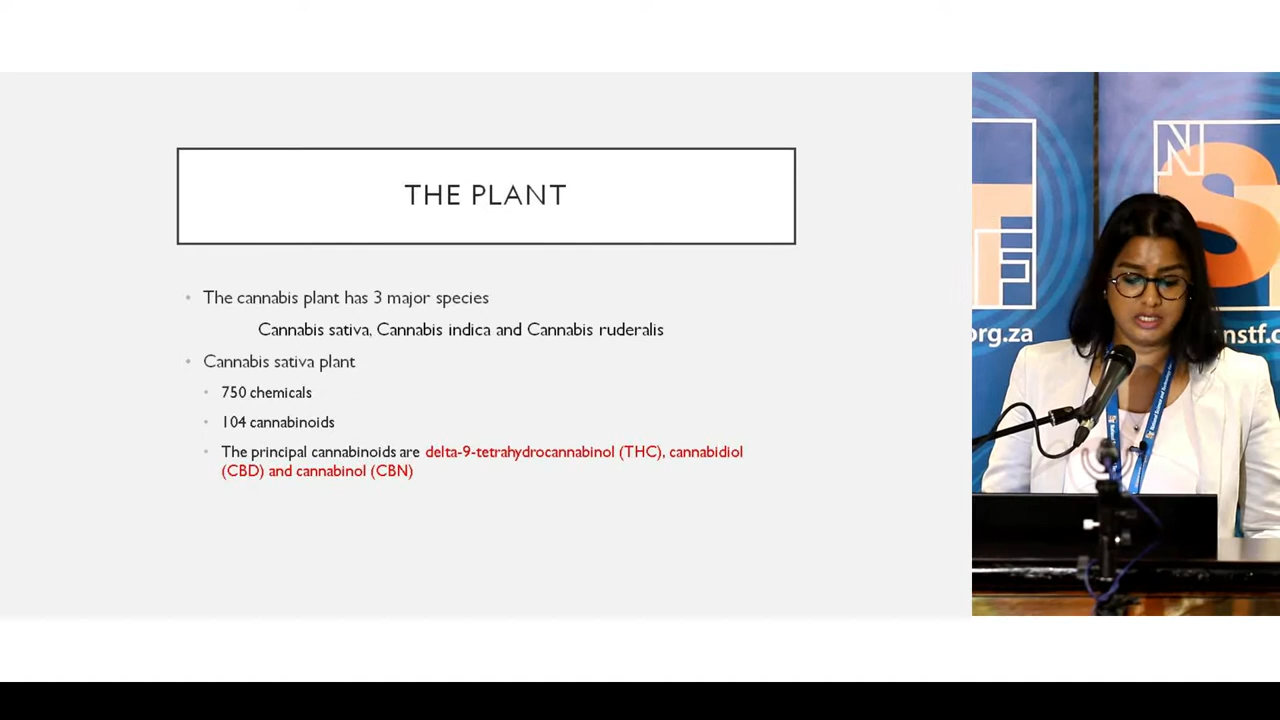 THE PLANT
• The cannabis plant has 3 major species
Cannabis sativa, Cannabis indica and Cannabis ruderalis
• Cannabis sativa plant
• 750 chemicals
• 104 cannabinoids
• The principal cannabinoids are delta-9-tetrahydrocannabinol (THC), cannabidiol
(CBD) and cannabinol (CBN)
N
S
F
org.za
nstf.o